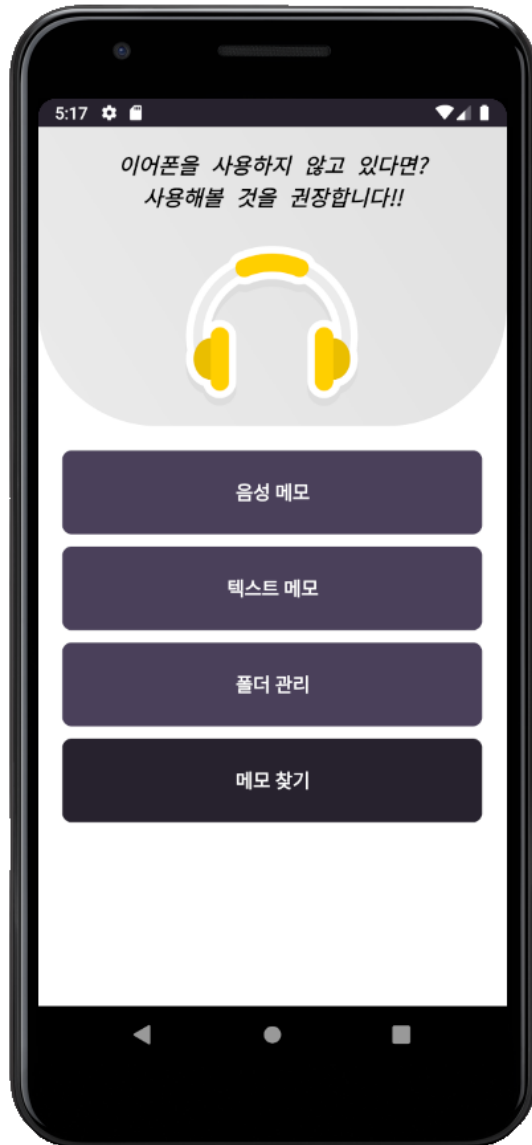 5:17
이어폰을 사용하지 않고 있다면?
사용해볼 것을 권장합니다!!
음성 메모
텍스트 메모
폴더 관리
메모 찾기